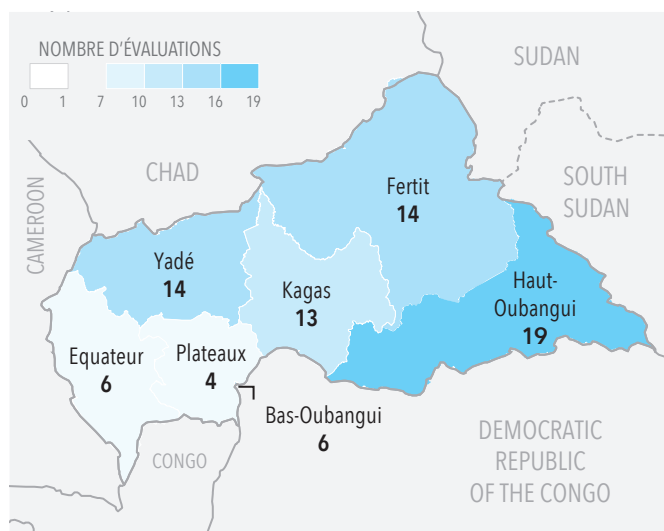 NOMBRE D'ÉVALUATIONS
0 1 7 10 13 16 19
SUDAN
CHAD
SOUTH
SUDAN
CAMEROON
Fertit
14
Yadé
14
Kagas
13
Haut-
Oubangui
19
Equateur
6
Plateaux
4
Bas-Oubangui
6
CONGO
DEMOCRATIC
REPUBLIC
OF THE CONGO